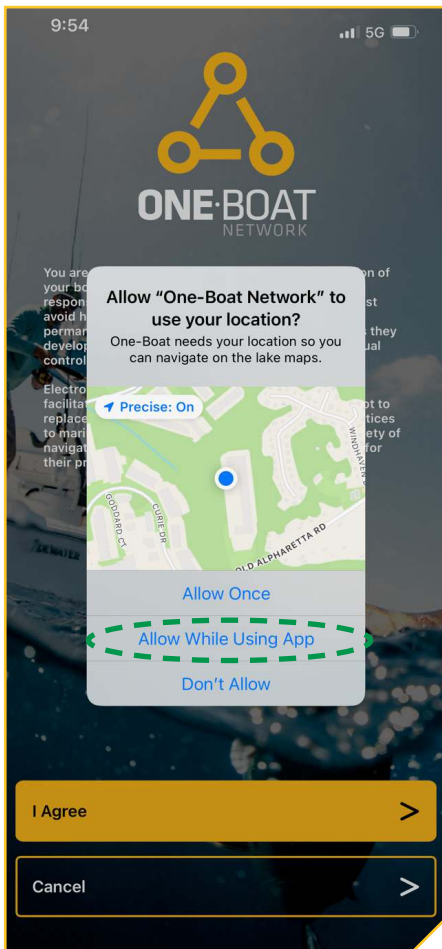 9:54
5G
ONE·BOAT
NETWORK
You are on of
your bo
respons st
avoid h
perman s they
develop ual
control
Electro
facilitat pt to
replace tices
to mari ety of
navigat for
their pr
Allow “One-Boat Network” to
use your location?
One-Boat needs your location so you
can navigate on the lake maps.
Precise: On
WINDHAVEN
GODDARD CT
CURIE DR
OLD ALPHARETTA RD
Allow Once
Allow While Using App
Don’t Allow
I Agree
Cancel